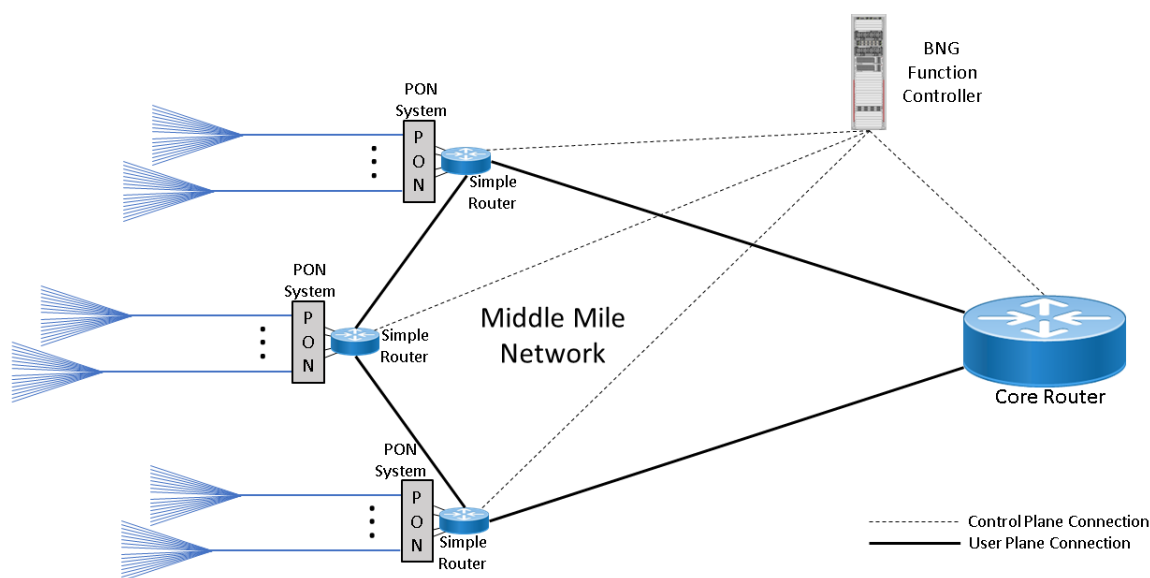 BNG
Function
Controller
PON
System
P
O
N
Simple
Router
PON
System
P
O
N
Simple
Router
Middle Mile
Network
Core Router
PON
System
P
O
N
Simple
Router
Control Plane Connection
User Plane Connection